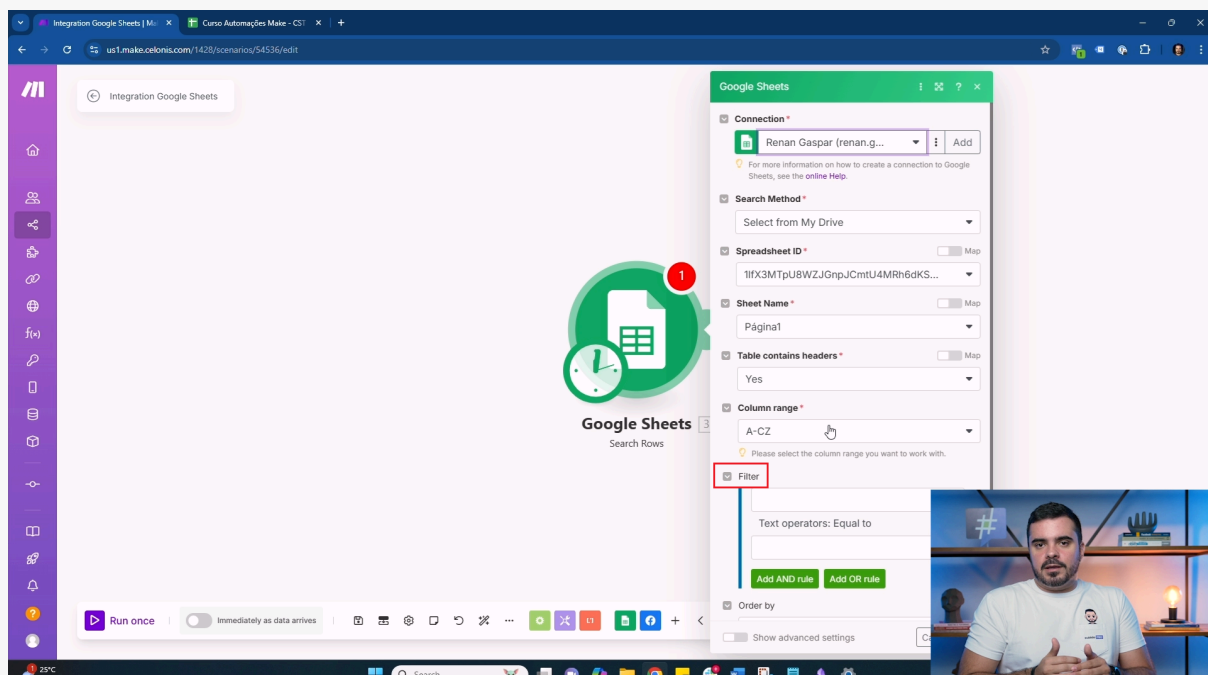 Integration Google Sheets | Ma
Curso Automações Make - CST
us1.make.celonis.com/1428/scenarios/54536/edit
Integration Google Sheets
Google Sheets
Connection *
Renan Gaspar (renan.g...
Add
For more information on how to create a connection to Google
Sheets, see the online Help.
Search Method *
Select from My Drive
Spreadsheet ID *
Map
1lfX3MTpU8WZJGnpJCmtU4MRh6dKS...
Sheet Name *
Map
Página1
Table contains headers *
Map
Yes
Column range *
A-CZ
Please select the column range you want to work with.
Filter
Text operators: Equal to
Add AND rule
Add OR rule
Order by
Show advanced settings
1
Google Sheets
3
Search Rows
Run once
Immediately as data arrives
25°C
Search